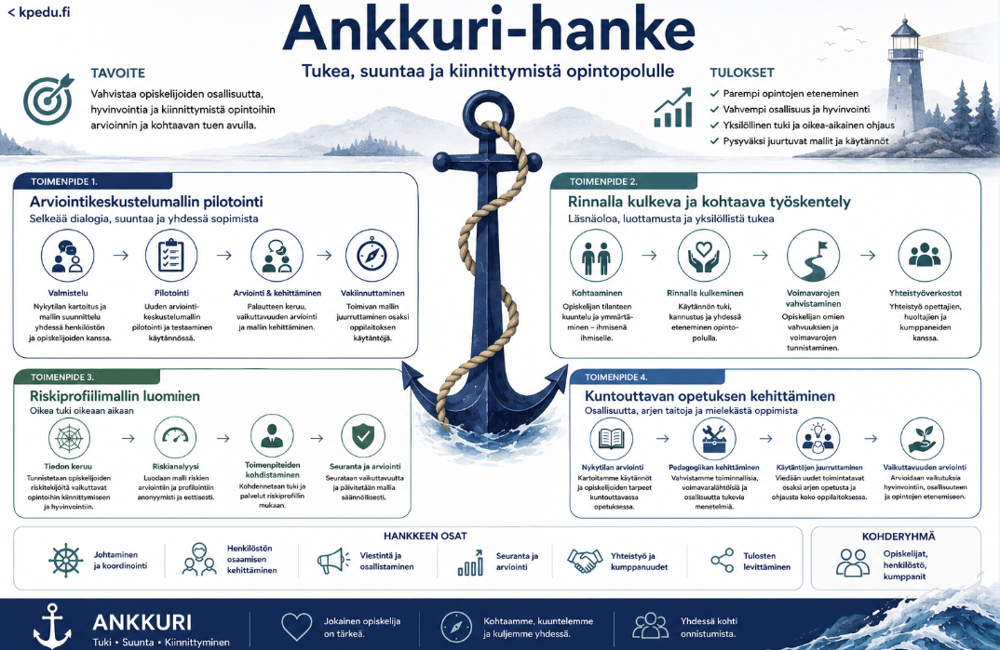 < kpedu.fi
Ankkuri-hanke
Tukea, suuntaa ja kiinnittymistä opintopolulle
TAVOITE
Vahvistaa opiskelijoiden osallisuutta,
hyvinvointia ja kiinnittymistä opintoihin
arvioinnin ja kohtaavan tuen avulla.
TULOKSET
✓ Parempi opintojen eteneminen
✓ Vahvempi osallisuus ja hyvinvointi
✓ Yksilöllinen tuki ja oikea-aikainen ohjaus
✓ Pysyväksi juurtuvat mallit ja käytännöt
TOIMENPIDE 1.
Arviointikeskustelumallin pilotointi
Selkeää dialogia, suuntaa ja yhdessä sopimista
Valmistelu
Nykytilan kartoitus ja
mallin suunnittelu
yhdessä henkilöstön
ja opiskelijoiden kanssa.
Pilotointi
Uuden arviointi-
keskustelumallin
pilotointi ja testaaminen
käytännössä.
Arviointi & kehittäminen
Palautteen keruu,
vaikuttavuuden arviointi
ja mallin kehittäminen.
Vakiinnuttaminen
Toimivan mallin
juurruttaminen osaksi
oppilaitoksen
käytäntöjä.
TOIMENPIDE 2.
Rinnalla kulkeva ja kohtaava työskentely
Läsnäoloa, luottamusta ja yksilöllistä tukea
Kohtaaminen
Opiskelijan tilanteen
kuuntelu ja ymmärtä-
minen – ihmisenä
ihmiselle.
Rinnalla kulkeminen
Käytännön tuki,
kannustus ja yhdessä
eteneminen opinto-
polulla.
Voimavarojen
vahvistaminen
Opiskelijan omien
vahvuuksien ja
voimavarojen
tunnistaminen.
Yhteistyöverkostot
Yhteistyö opettajien,
huoltajien ja
kumppaneiden
kanssa.
TOIMENPIDE 3.
Riskiprofiilimallin luominen
Oikea tuki oikeaan aikaan
Tiedon keruu
Tunnistetaan opiskelijoiden
riskitekijöitä vaikuttavat
opintoihin kiinnittymiseen
ja hyvinvointiin.
Riskianalyysi
Luodaan malli riskien
arviointiin ja profilointiin
anonyymisti ja eettisesti.
Toimenpiteiden
kohdistaminen
Kohdennetaan tuki ja
palvelut riskiprofiilin
mukaan.
Seuranta ja arviointi
Seurataan vaikuttavuutta
ja päivitetään mallia
säännöllisesti.
TOIMENPIDE 4.
Kuntouttavan opetuksen kehittäminen
Osallisuutta, arjen taitoja ja mielekästä oppimista
Nykytilan arviointi
Kartoitamme käytännöt
ja opiskelijoiden tarpeet
kuntouttavassa
opetuksessa.
Pedagogiikan kehittäminen
Vahvistamme toiminnallisia,
voimavaralähtöisiä ja
osallisuutta tukevia
menetelmiä.
Käytäntöjen juurruttaminen
Viedään uudet toimintatavat
osaksi arjen opetusta ja
ohjausta koko oppilaitoksessa.
Vaikuttavuuden arviointi
Arvioidaan vaikutuksia
hyvinvointiin, osallisuuteen
ja opintojen etenemiseen.
HANKKEEN OSAT
Johtaminen
ja koordinointi
Henkilöstön
osaamisen
kehittäminen
Viestintä ja
osallistaminen
Seuranta ja
arviointi
Yhteistyö ja
kumppanuudet
Tulosten
levittäminen
KOHDERYHMÄ
Opiskelijat,
henkilöstö,
kumppanit
ANKKURI
Tuki • Suunta • Kiinnittyminen
Jokainen opiskelija
on tärkeä.
Kohtaamme, kuuntelemme
ja kuljemme yhdessä.
Yhdessä kohti
onnistumista.